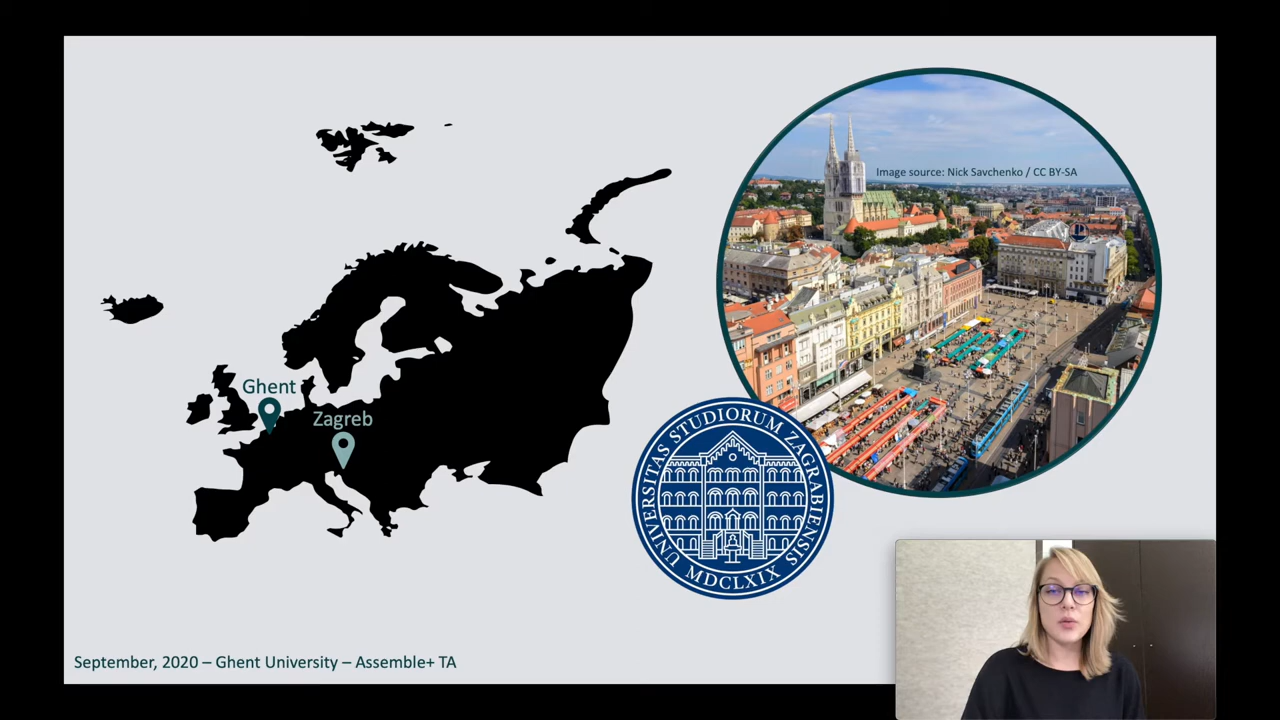 Image source: Nick Savchenko / CC BY-SA
Ghent
Zagreb
UNIVERSITAS STUDIORUM ZAGRABIENSIS
MDCLXIX
September, 2020 – Ghent University – Assemble+ TA